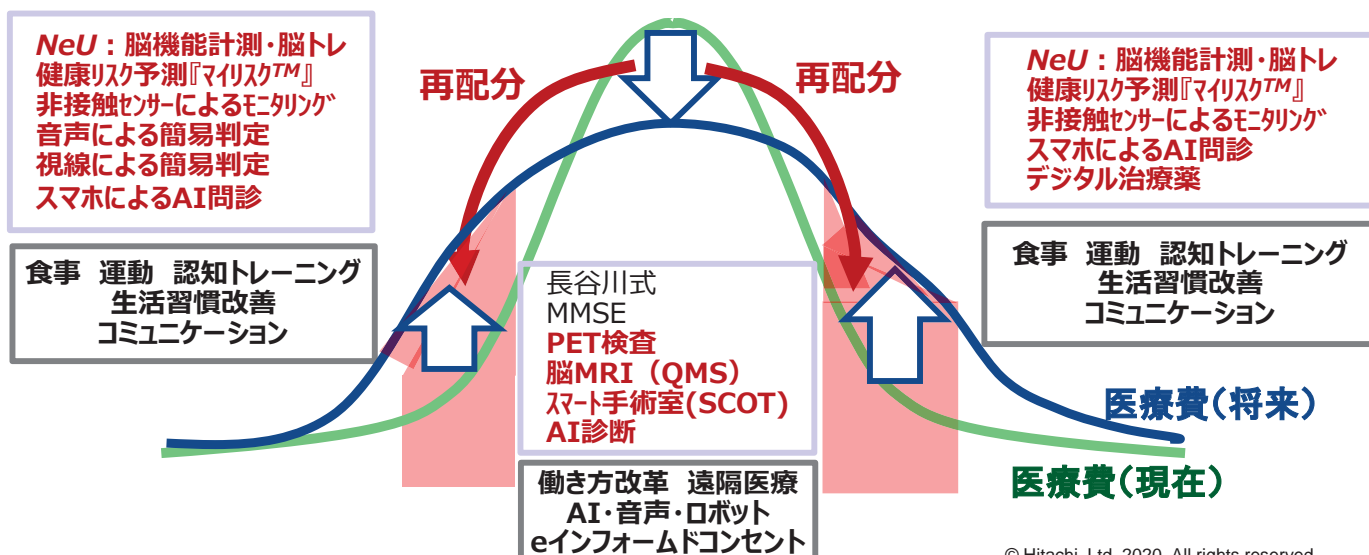 NeU:脳機能計測・脳トレ
健康リスク予測『マイリスクTM』
非接触センサーによるモニタリング
音声による簡易判定
視線による簡易判定
スマホによるAI問診
食事 運動 認知トレーニング
生活習慣改善
コミュニケーション
再配分
再配分
長谷川式
MMSE
PET検査
脳MRI(QMS)
スマート手術室(SCOT)
AI診断
働き方改革 遠隔医療
AI・音声・ロボット
eインフォームドコンセント
NeU:脳機能計測・脳トレ
健康リスク予測『マイリスクTM』
非接触センサーによるモニタリング
スマホによるAI問診
デジタル治療薬
食事 運動 認知トレーニング
生活習慣改善
コミュニケーション
医療費(将来)
医療費(現在)
© Hitachi, Ltd. 2020. All rights reserved